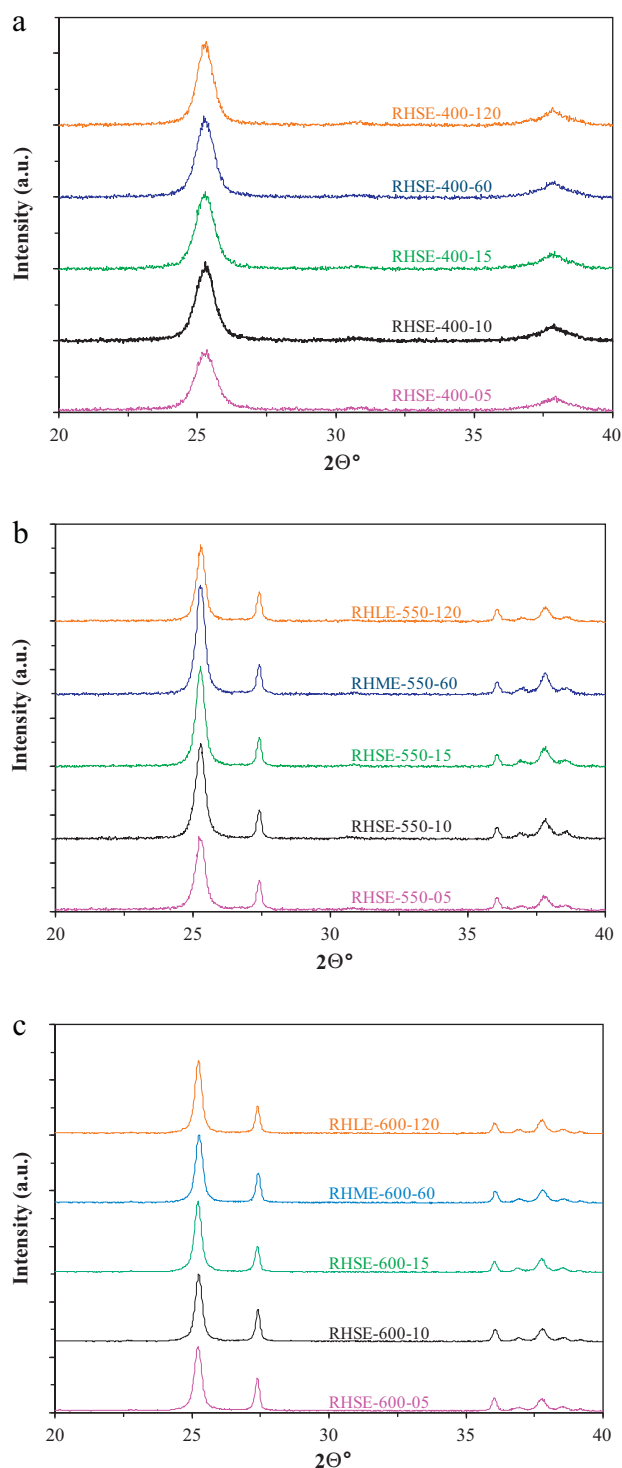 a
RHSE-400-120
RHSE-400-60
RHSE-400-15
RHSE-400-10
RHSE-400-05
Intensity (a.u.)
20 25 30 35 40
2Θ°
b
RHLE-550-120
RHME-550-60
RHSE-550-15
RHSE-550-10
RHSE-550-05
Intensity (a.u.)
20 25 30 35 40
2Θ°
c
RHLE-600-120
RHME-600-60
RHSE-600-15
RHSE-600-10
RHSE-600-05
Intensity (a.u.)
20 25 30 35 40
2Θ°